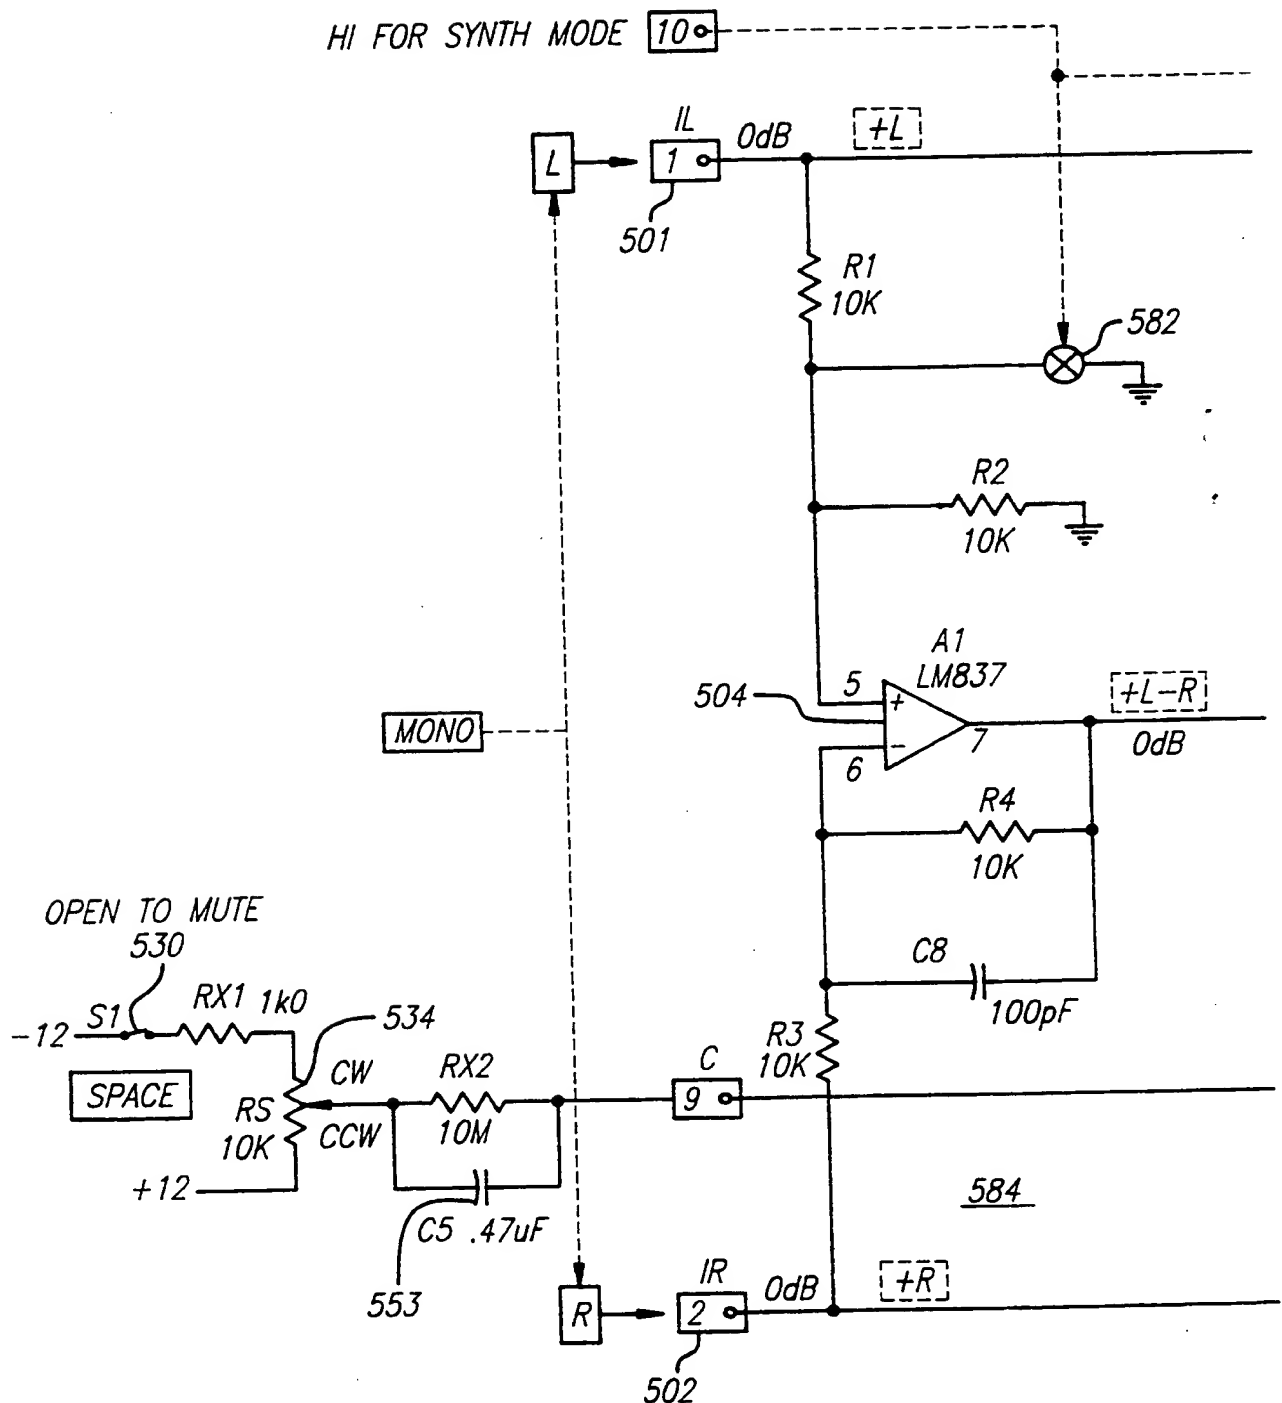 HI FOR SYNTH MODE 10
IL
L 1 0dB +L
501
R1
10K
582
R2
10K
A1
LM837
504 5 +
+L-R
MONO
6 - 7 0dB
R4
10K
OPEN TO MUTE
530
C8
100pF
-12 S1 RX1 1k0 534
R3
10K
SPACE
CW RX2 C
RS
10K
9
CCW 10M
+12
584
C5 .47uF
553
IR
R 2 0dB +R
502